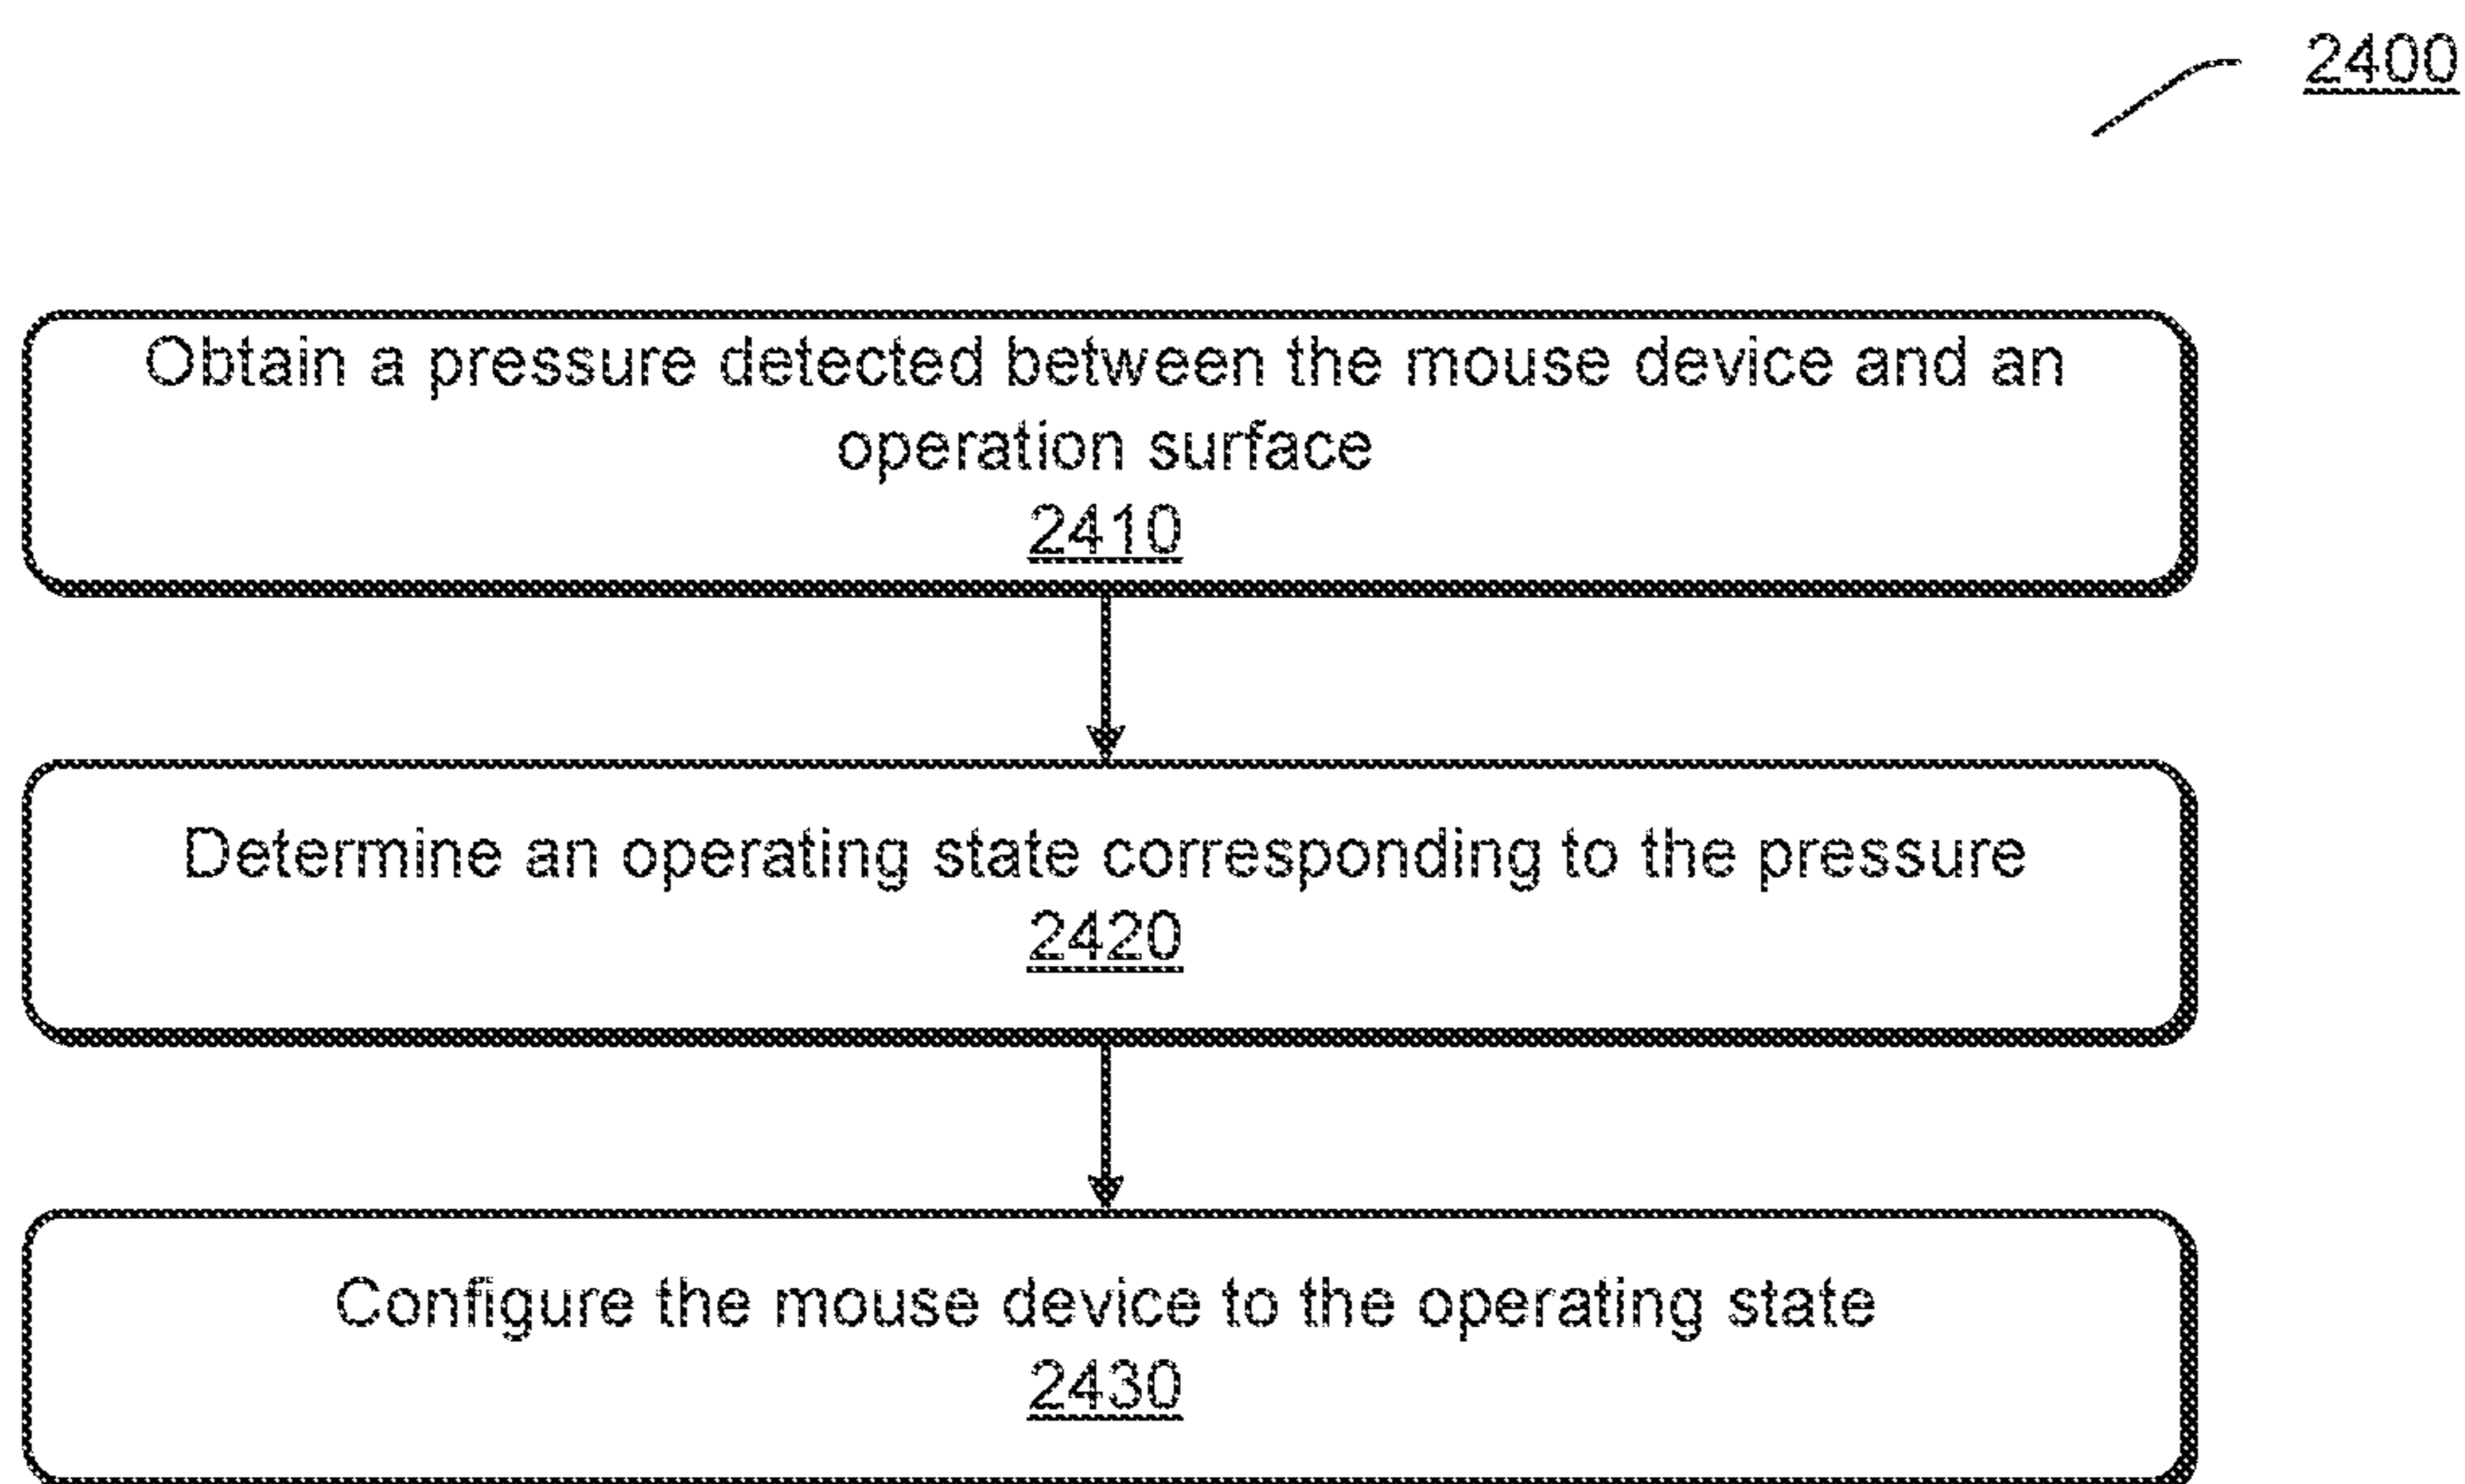 2400
Obtain a pressure detected between the mouse device and an
operation surface
2410
Determine an operating state corresponding to the pressure
2420
Configure the mouse device to the operating state
2430